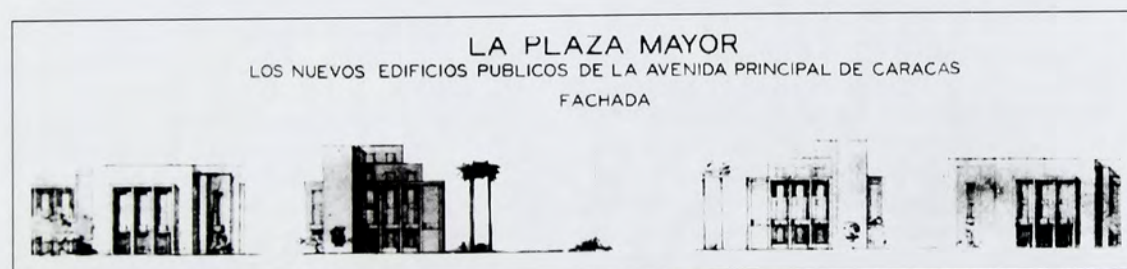 LA PLAZA MAYOR
LOS NUEVOS EDIFICIOS PUBLICOS DE LA AVENIDA PRINCIPAL DE CARACAS
FACHADA